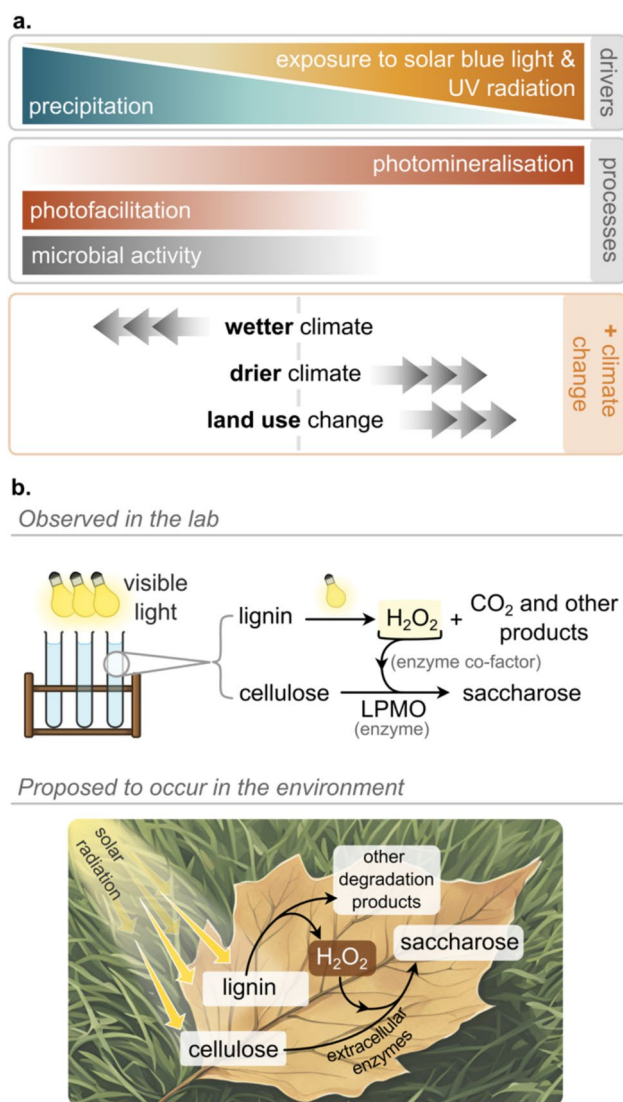 a.
exposure to solar blue light &
UV radiation
precipitation
drivers
photomineralisation
photofacilitation
microbial activity
processes
wetter climate
drier climate
land use change
+ climate
change
b.
Observed in the lab
visible
light
lignin
H₂O₂ + CO₂ and other
products
(enzyme co-factor)
cellulose
LPMO
(enzyme)
saccharose
Proposed to occur in the environment
solar
radiation
other
degradation
products
H₂O₂
saccharose
lignin
cellulose
extracellular
enzymes